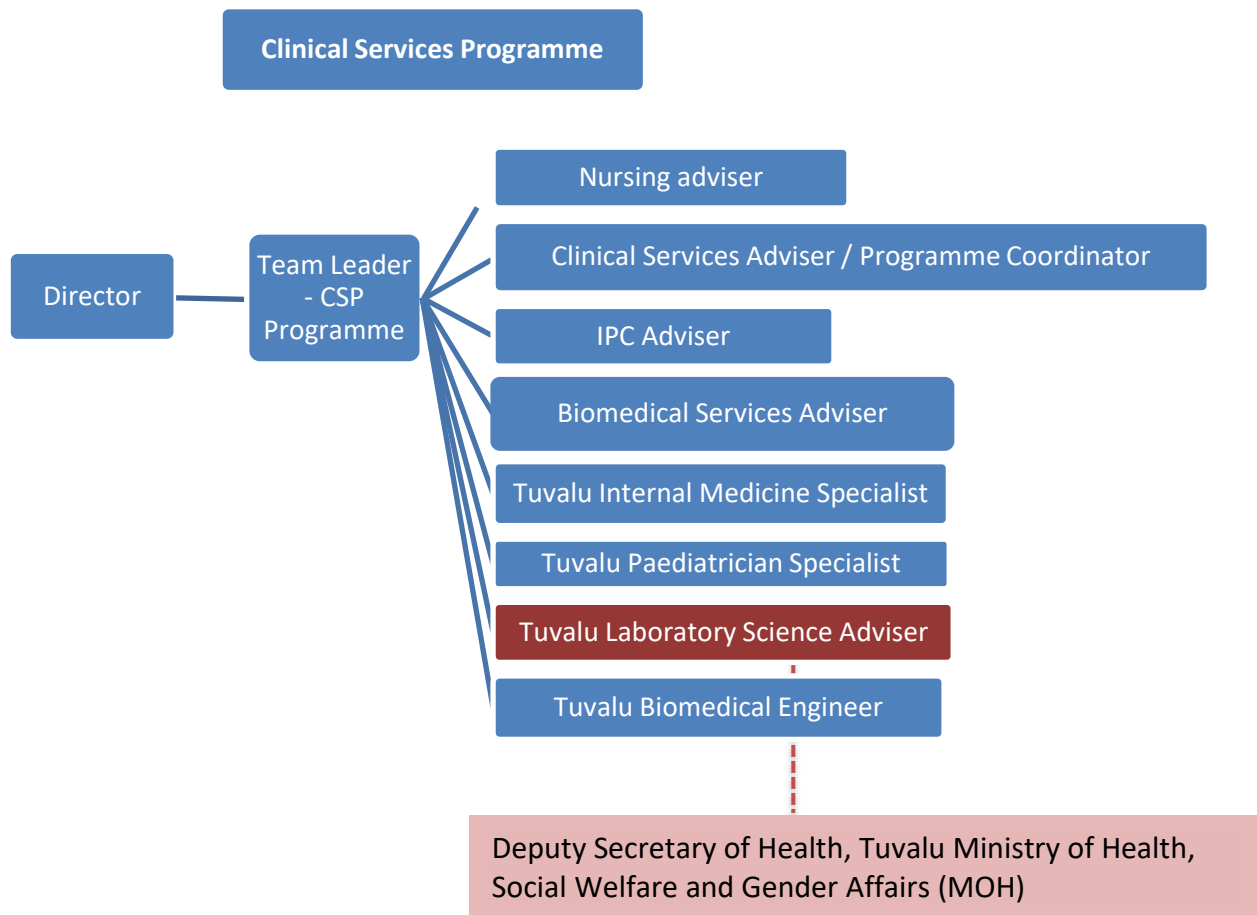 Clinical Services Programme
Nursing adviser
Clinical Services Adviser / Programme Coordinator
Director
Team Leader
- CSP
Programme
IPC Adviser
Biomedical Services Adviser
Tuvalu Internal Medicine Specialist
Tuvalu Paediatrician Specialist
Tuvalu Laboratory Science Adviser
Tuvalu Biomedical Engineer
Deputy Secretary of Health, Tuvalu Ministry of Health,
Social Welfare and Gender Affairs (MOH)